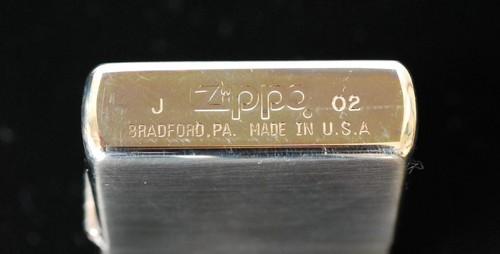 J Zippo® 02
BRADFORD,PA. MADE IN U.S.A